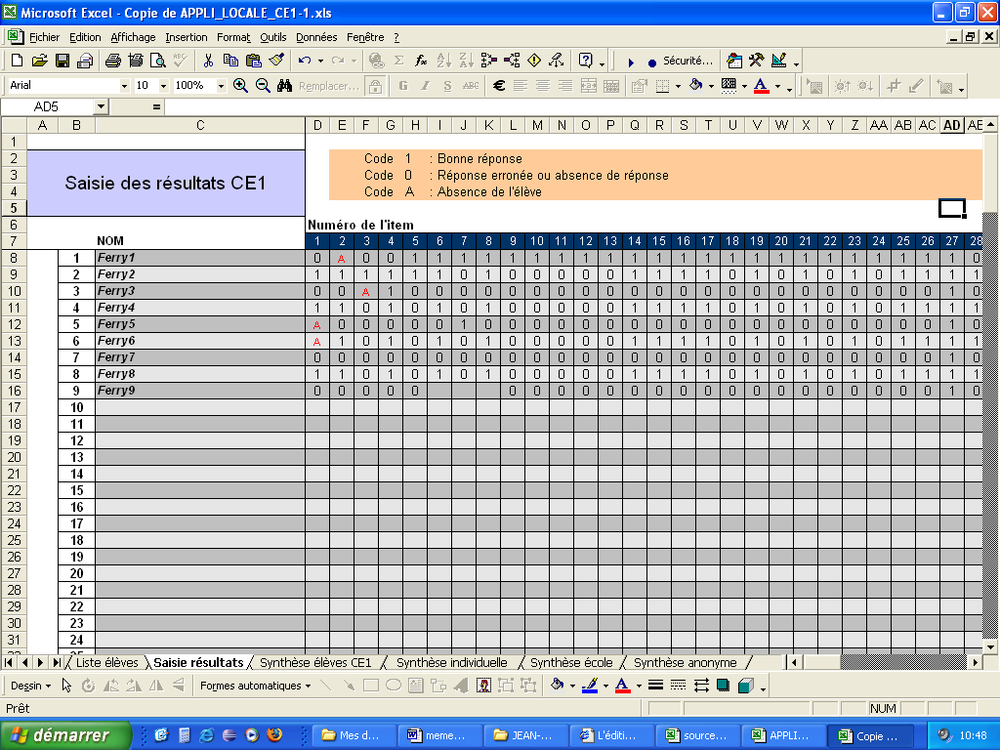 Microsoft Excel - Copie de APPLI_LOCALE_CE1-1.xls
Fichier Edition Affichage Insertion Format Outils Données Fenêtre ?
Sécurité...
Arial 10 100% Remplacer... G I S ABC €
AD5 =
A B C D E F G H I J K L M N O P Q R S T U V W X Y Z AA AB AC AD AE
1
2 Code 1 : Bonne réponse
3 Saisie des résultats CE1 Code 0 : Réponse erronée ou absence de réponse
4 Code A : Absence de l'élève
5
6 Numéro de l'item
7 NOM 1 2 3 4 5 6 7 8 9 10 11 12 13 14 15 16 17 18 19 20 21 22 23 24 25 26 27 28
8 1 Ferry1 0 A 0 0 1 1 1 1 1 1 1 1 1 1 1 1 1 1 1 1 1 1 1 1 1 1 1 0
9 2 Ferry2 1 1 1 1 1 1 0 1 0 0 0 0 0 1 1 1 1 0 1 0 1 0 1 0 1 1 1 1
10 3 Ferry3 0 0 A 1 0 0 0 0 0 0 0 0 0 0 0 0 0 0 0 0 0 0 0 0 0 0 1 0
11 4 Ferry4 1 1 0 1 0 1 0 1 0 0 0 0 0 1 1 1 1 0 1 0 1 0 1 0 1 1 1 1
12 5 Ferry5 A 0 0 0 0 0 1 0 0 0 0 0 0 0 0 0 0 0 0 0 0 0 0 0 0 0 1 0
13 6 Ferry6 A 1 0 1 0 1 0 1 0 0 0 0 0 1 1 1 1 0 1 0 1 0 1 0 1 1 1 1
14 7 Ferry7 0 0 0 0 0 0 0 0 0 0 0 0 0 0 0 0 0 0 0 0 0 0 0 0 0 0 1 0
15 8 Ferry8 1 1 0 1 0 1 0 1 0 0 0 0 0 1 1 1 1 0 1 0 1 0 1 0 1 1 1 1
16 9 Ferry9 0 0 0 0 0 0 0 0 0 0 0 0 0 0 0 0 0 0 0 0 0 0 0 1 0
17 10
18 11
19 12
20 13
21 14
22 15
23 16
24 17
25 18
26 19
27 20
28 21
29 22
30 23
31 24
Liste élèves Saisie résultats Synthèse élèves CE1 Synthèse individuelle Synthèse école Synthèse anonyme
Dessin Formes automatiques
Prêt NUM
démarrer Mes d... meme... JEAN-... L'éditi... source... APPLI... Copie ... 10:48